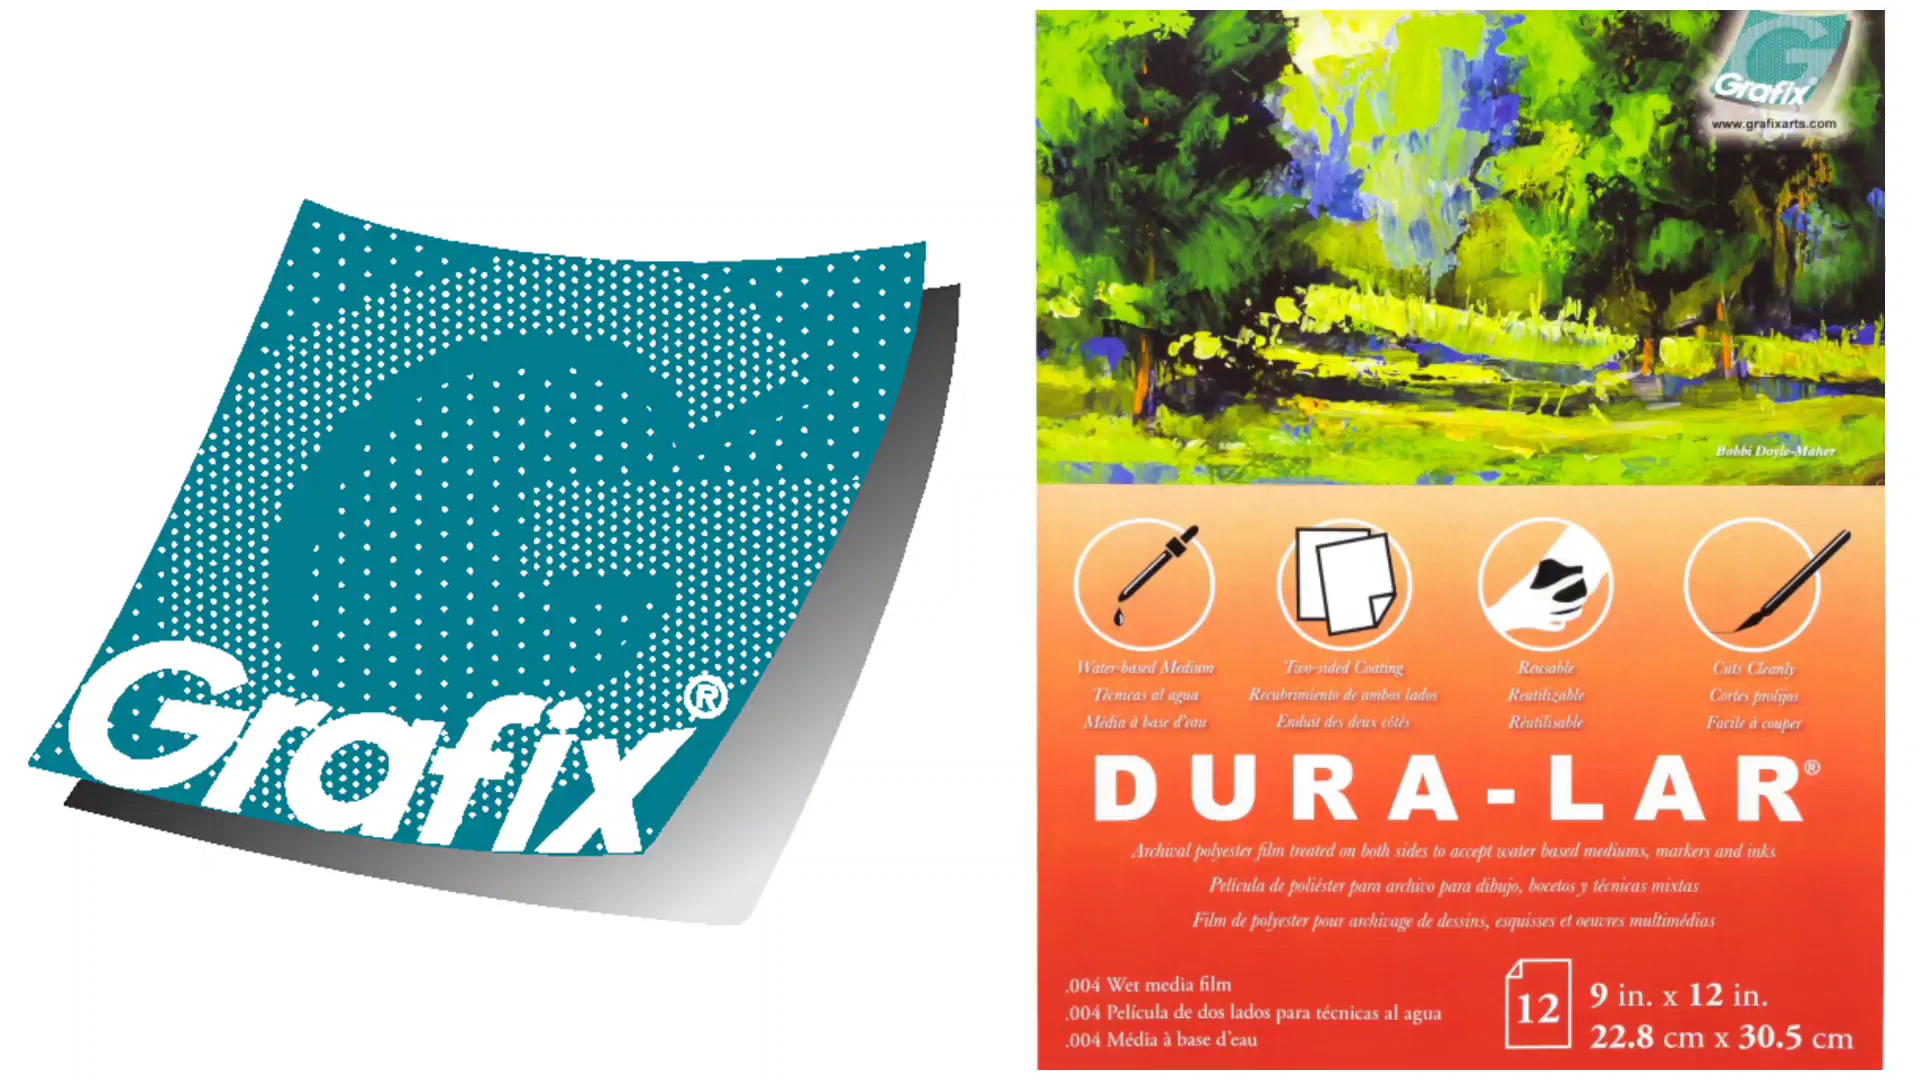 Grafix®
Grafix
www.grafixarts.com
Bobbi Doyle-Maher
Water-based Medium
Técnicas al agua
Média à base d'eau
Two-sided Coating
Recubrimiento de ambos lados
Enduit des deux côtés
Reusable
Reutilizable
Réutilisable
Cuts Cleanly
Cortes prolijos
Facile à couper
DURA-LAR®
Archival polyester film treated on both sides to accept water based mediums, markers and inks
Película de poliéster para archivo para dibujo, bocetos y técnicas mixtas
Film de polyester pour archivage de dessins, esquisses et oeuvres multimédias
.004 Wet media film
.004 Película de dos lados para técnicas al agua
.004 Média à base d'eau
12
9 in. x 12 in.
22.8 cm x 30.5 cm